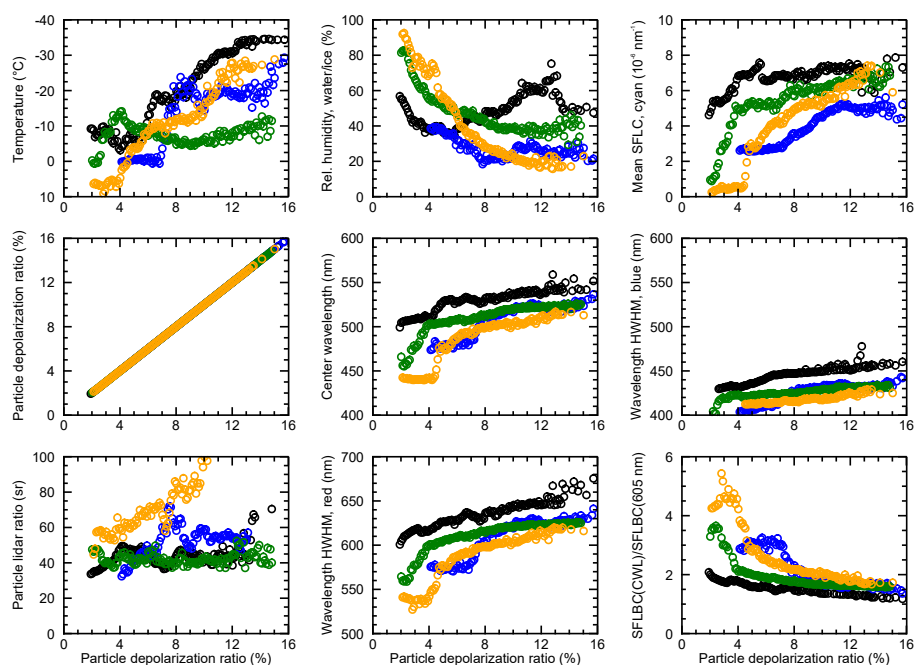 Temperature (°C)
-40
-30
-20
-10
0
10
0 4 8 12 16
Rel. humidity, water/ice (%)
100
80
60
40
20
0
0 4 8 12 16
Mean SFLC, cyan (10⁻⁶ nm⁻¹)
10
8
6
4
2
0
0 4 8 12 16
Particle depolarization ratio (%)
16
12
8
4
0
0 4 8 12 16
Center wavelength (nm)
600
550
500
450
400
0 4 8 12 16
Wavelength HWHM, blue (nm)
600
550
500
450
400
0 4 8 12 16
Particle lidar ratio (sr)
100
80
60
40
20
0
0 4 8 12 16
Particle depolarization ratio (%)
Wavelength HWHM, red (nm)
700
650
600
550
500
0 4 8 12 16
Particle depolarization ratio (%)
SFLBC(CWL)/SFLBC(605 nm)
6
4
2
0
0 4 8 12 16
Particle depolarization ratio (%)